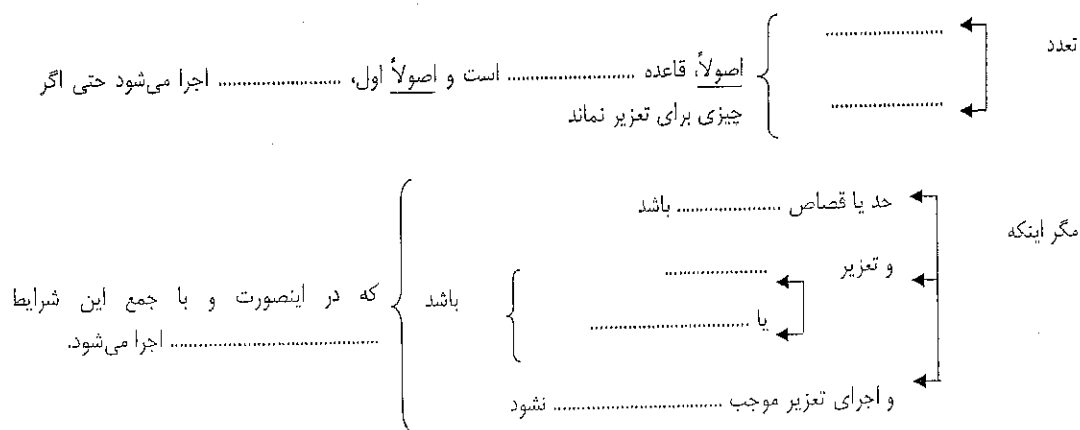 تعدد
......................
اصولاً، قاعده ...................... است و اصولاً اول، ...................... اجرا می‌شود حتی اگر
......................
چیزی برای تعزیر نماند
حد یا قصاص .................. باشد
مگر اینکه
و تعزیر ..................
باشد
که در اینصورت و با جمع این شرایط
یا ............................
.................................... اجرا می‌شود.
و اجرای تعزیر موجب ............................. نشود